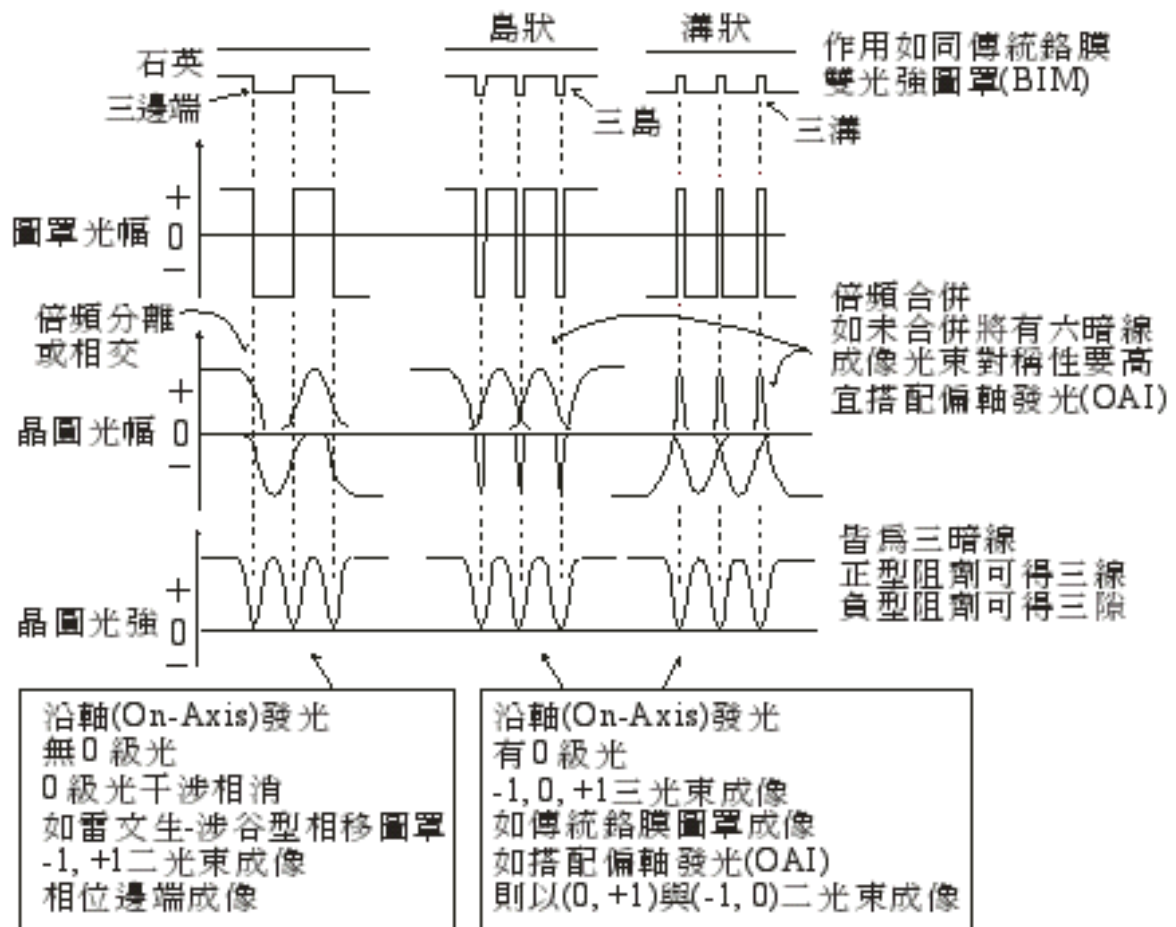 島狀
溝狀
作用如同傳統鉻膜
雙光強圖罩(BIM)
石英
三邊端
三島
三溝
+
圖罩光幅 0
−
倍頻分離
或相交
倍頻合併
如未合併將有六暗線
成像光束對稱性要高
宜搭配偏軸發光(OAI)
+
晶圖光幅 0
−
皆為三暗線
正型阻劑可得三線
負型阻劑可得三隙
+
晶圖光強 0
−
沿軸(On-Axis)發光
無0級光
0級光干涉相消
如雷文生-涉谷型相移圖罩
-1, +1二光束成像
相位邊端成像
沿軸(On-Axis)發光
有0級光
-1, 0, +1三光束成像
如傳統鉻膜圖罩成像
如搭配偏軸發光(OAI)
則以(0, +1)與(-1, 0)二光束成像